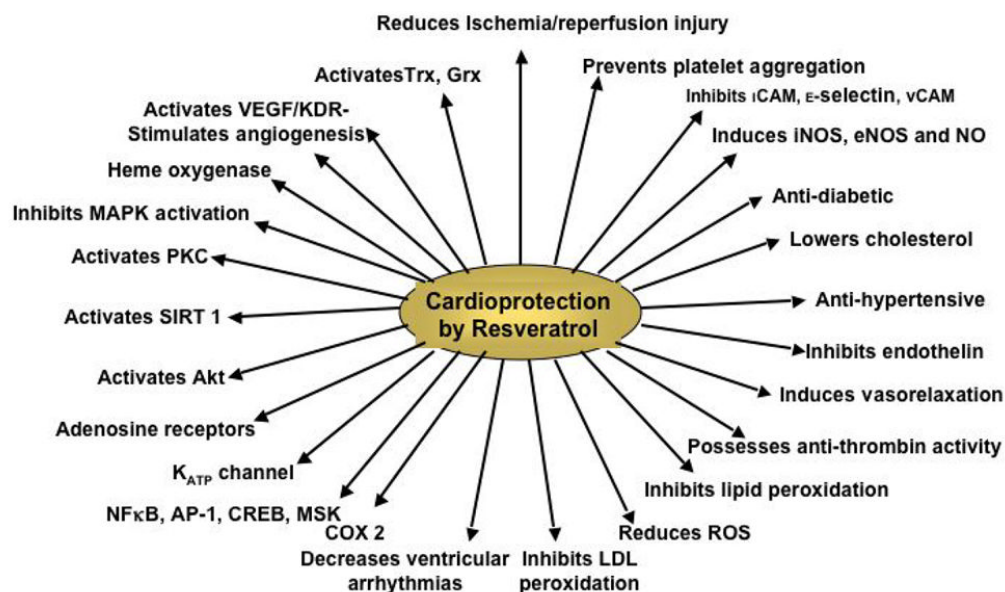 Reduces Ischemia/reperfusion injury
ActivatesTrx, Grx
Prevents platelet aggregation
Activates VEGF/KDR-
Stimulates angiogenesis
Inhibits ICAM, E-selectin, vCAM
Heme oxygenase
Induces iNOS, eNOS and NO
Inhibits MAPK activation
Anti-diabetic
Activates PKC
Lowers cholesterol
Cardioprotection
by Resveratrol
Activates SIRT 1
Anti-hypertensive
Activates Akt
Inhibits endothelin
Adenosine receptors
Induces vasorelaxation
KATP channel
Possesses anti-thrombin activity
NFκB, AP-1, CREB, MSK
Inhibits lipid peroxidation
COX 2
Reduces ROS
Decreases ventricular
arrhythmias
Inhibits LDL
peroxidation